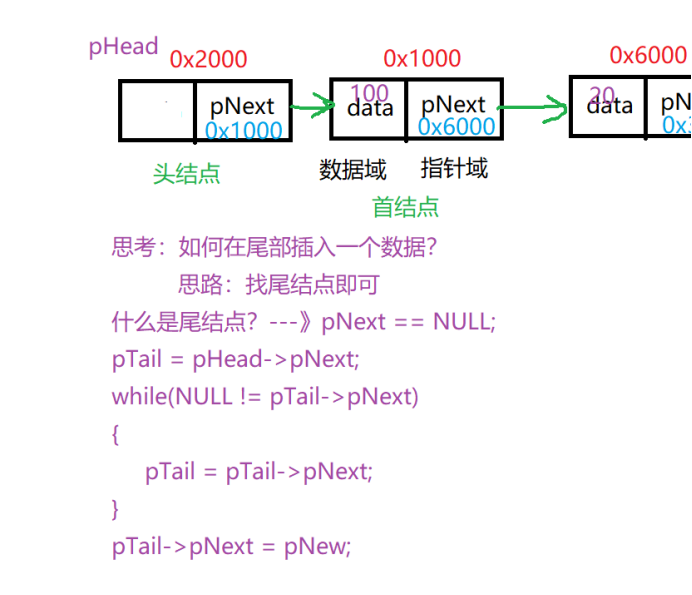 pHead
0x2000 0x1000 0x6000
pNext 100 data pNext 20 data
0x1000 0x6000
头结点 数据域 指针域
首结点
思考：如何在尾部插入一个数据？
思路：找尾结点即可
什么是尾结点？---》pNext == NULL;
pTail = pHead->pNext;
while(NULL != pTail->pNext)
{
pTail = pTail->pNext;
}
pTail->pNext = pNew;